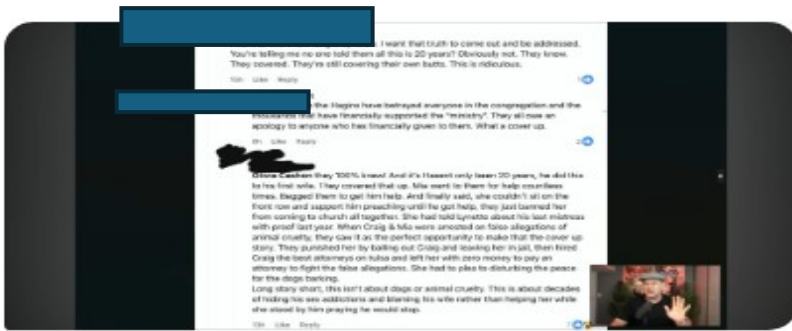 I want that truth to come out and be addressed.
You're telling me no one told them all this is 20 years? Obviously not. They knew.
They covered. They're still covering their own butts. This is ridiculous.
10h Like Reply
the Hagins have betrayed everyone in the congregation and the
thousands that have financially supported the "ministry". They all owe an
apology to anyone who has financially given to them. What a cover up.
8h Like Reply 2
they 100% knew! And it's Hasent only been 20 years, he did this
to his first wife. They covered that up. Mia went to them for help countless
times. Begged them to get him help. And finally said, she couldn't sit on the
front row and support him preaching until he got help, they just banned her
from coming to church all together. She had told Lynette about his last mistress
with proof last year. When Craig & Mia were arrested on false allegations of
animal cruelty, they saw it as the perfect opportunity to make that the cover up
story. They punished her by bailing out Craig and leaving her in jail, then hired
Craig the best attorneys on tulsa and left her with zero money to pay an
attorney to fight the false allegations. She had to plea to disturbing the peace
for the dogs barking.
Long story short, this isn't about dogs or animal cruelty. This is about decades
of hiding his sex addictions and blaming his wife rather than helping her while
she stood by him praying he would stop.
10h Like Reply